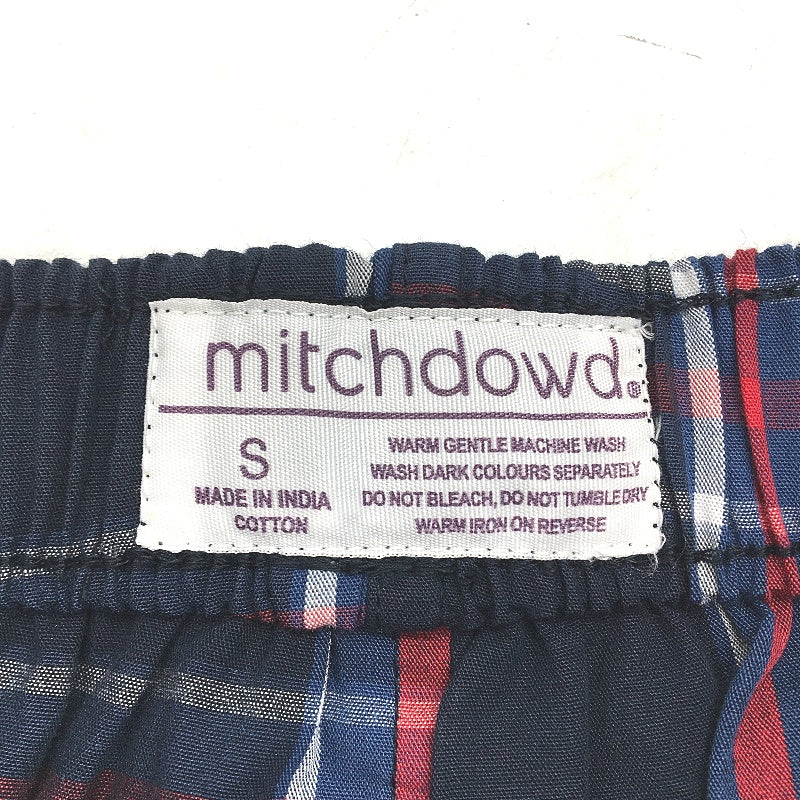 mitchdowd®
S
MADE IN INDIA
COTTON
WARM GENTLE MACHINE WASH
WASH DARK COLOURS SEPARATELY
DO NOT BLEACH, DO NOT TUMBLE DRY
WARM IRON ON REVERSE